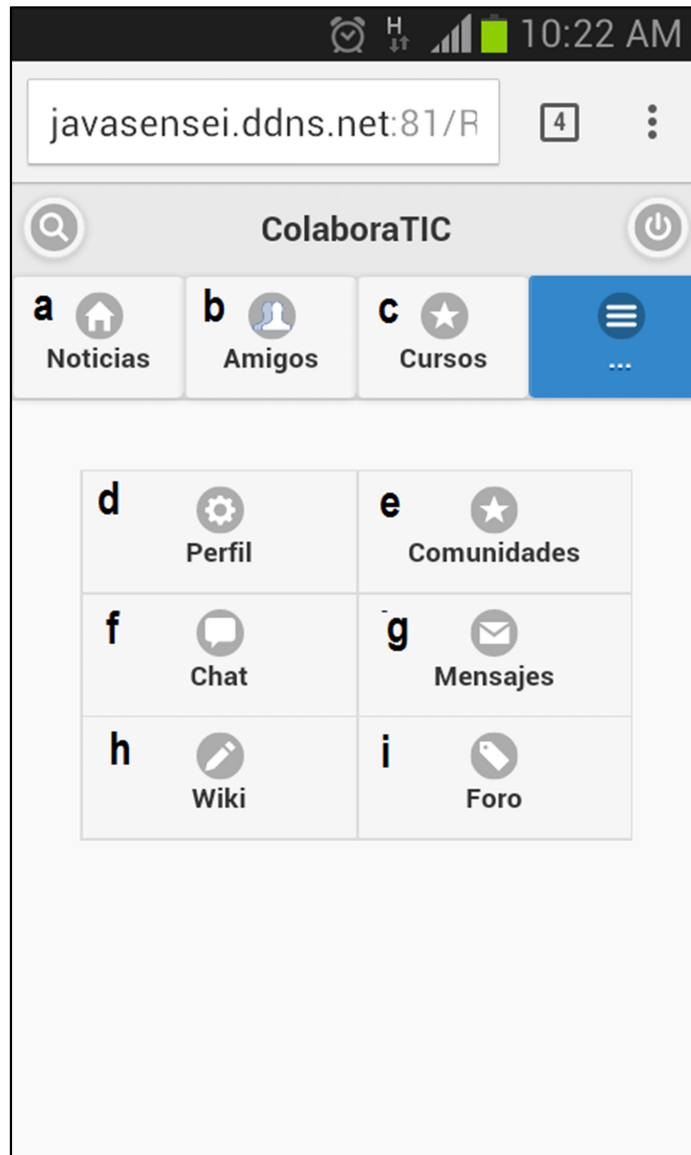 H 10:22 AM
javasensei.ddns.net:81/R 4
ColaboraTIC
a b c
Noticias Amigos Cursos ...
d e
Perfil Comunidades
f g
Chat Mensajes
h i
Wiki Foro